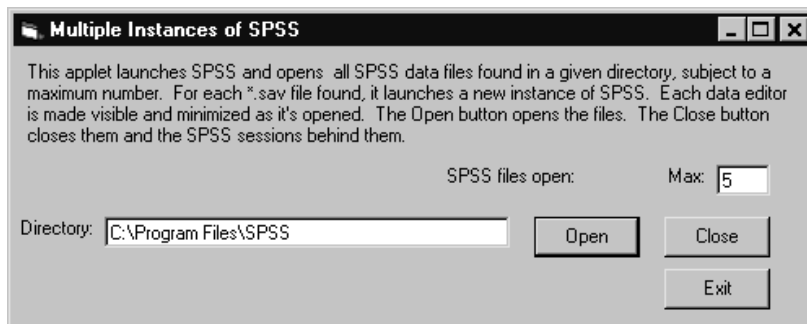 Multiple Instances of SPSS
This applet launches SPSS and opens  all SPSS data files found in a given directory, subject to a
maximum number.  For each *.sav file found, it launches a new instance of SPSS.  Each data editor
is made visible and minimized as it's opened.  The Open button opens the files.  The Close button
closes them and the SPSS sessions behind them.
SPSS files open: Max: 5
Directory: C:\Program Files\SPSS Open Close
Exit